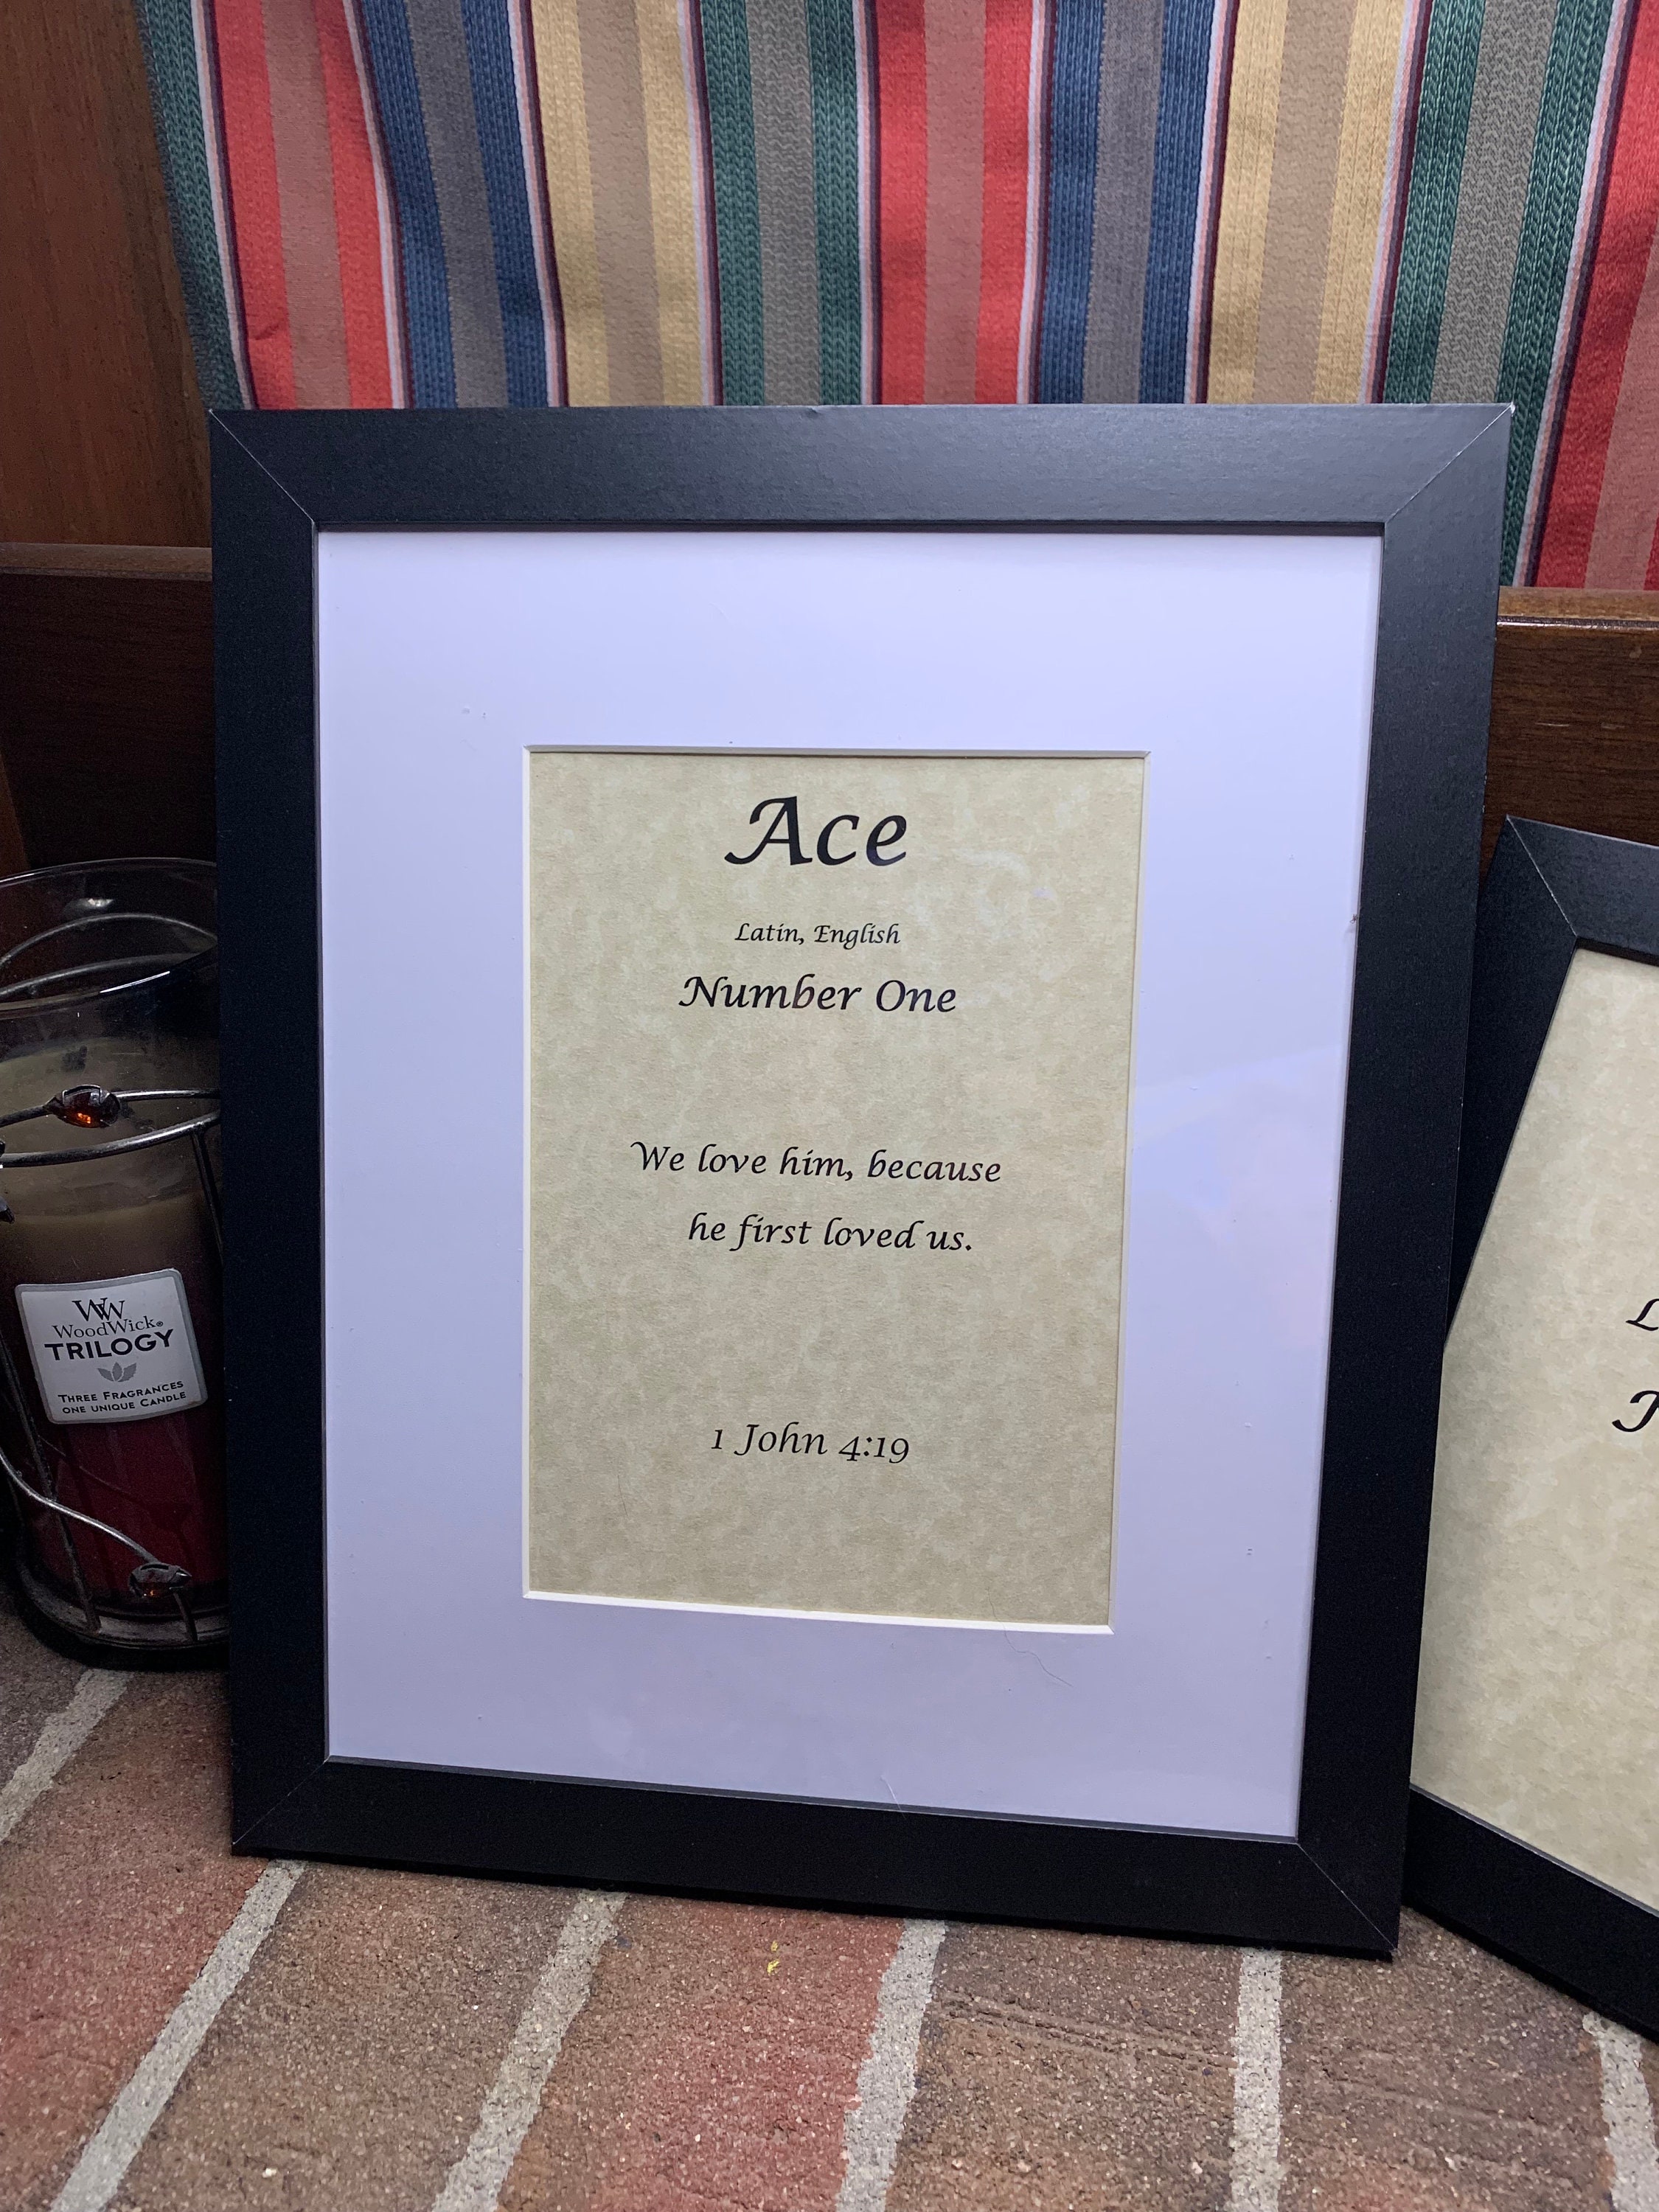 Ace
Latin, English
Number One
We love him, because
he first loved us.
1 John 4:19
WW
WoodWick®
TRILOGY
THREE FRAGRANCES
ONE UNIQUE CANDLE
L